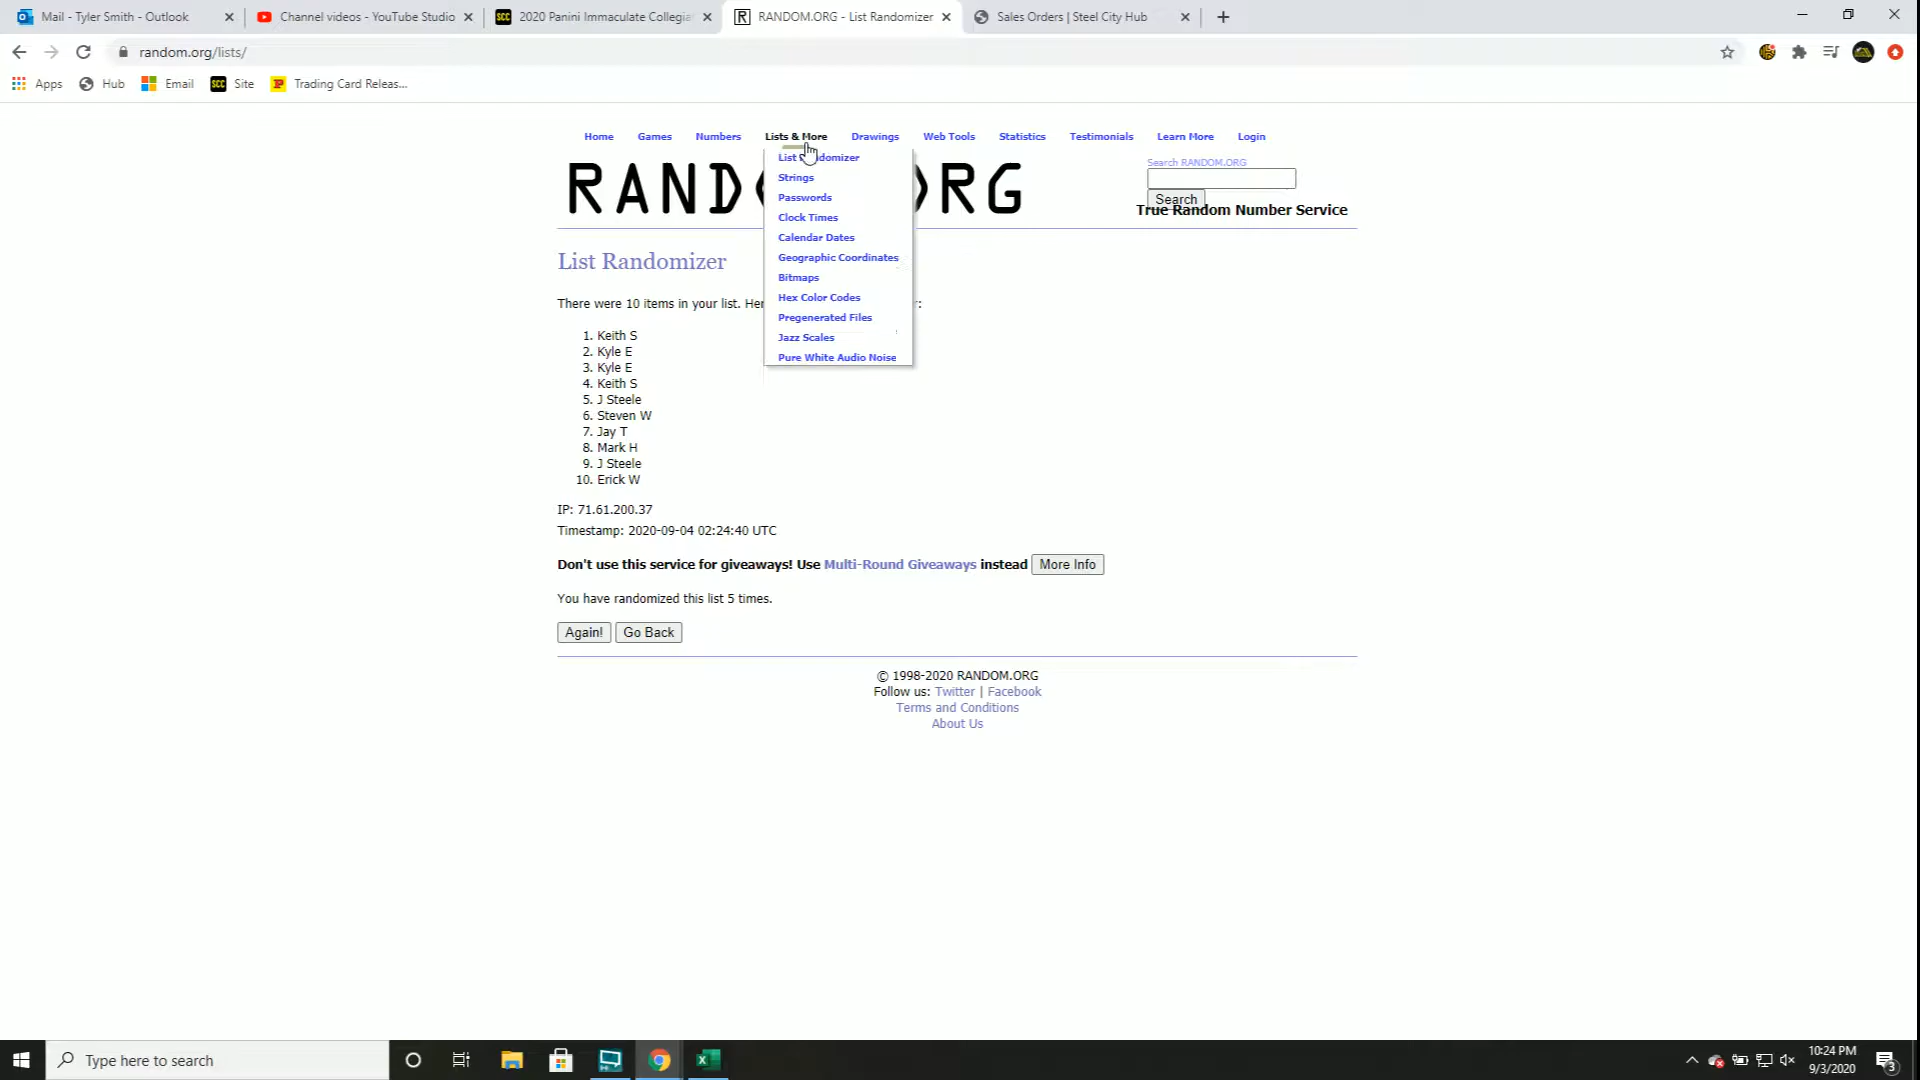 Mail - Tyler Smith - Outlook
Channel videos - YouTube Studio
2020 Panini Immaculate Collegia
RANDOM.ORG - List Randomizer
Sales Orders | Steel City Hub
random.org/lists/
Apps
Hub
Email
SCC
Site
Trading Card Releas...
Home
Games
Numbers
Lists & More
Drawings
Web Tools
Statistics
Testimonials
Learn More
Login
List
Strings
Passwords
Clock Times
Calendar Dates
Geographic Coordinates
Bitmaps
Hex Color Codes
Pregenerated Files
Jazz Scales
Pure White Audio Noise
Search RANDOM.ORG
Search
True Random Number Service
List Randomizer
There were 10 items in your list.
1. Keith S
2. Kyle E
3. Kyle E
4. Keith S
5. J Steele
6. Steven W
7. Jay T
8. Mark H
9. J Steele
10. Erick W
IP: 71.61.200.37
Timestamp: 2020-09-04 02:24:40 UTC
Don't use this service for giveaways! Use Multi-Round Giveaways instead More Info
You have randomized this list 5 times.
Again! Go Back
© 1998-2020 RANDOM.ORG
Follow us: Twitter | Facebook
Terms and Conditions
About Us
Type here to search
10:24 PM
9/3/2020
3